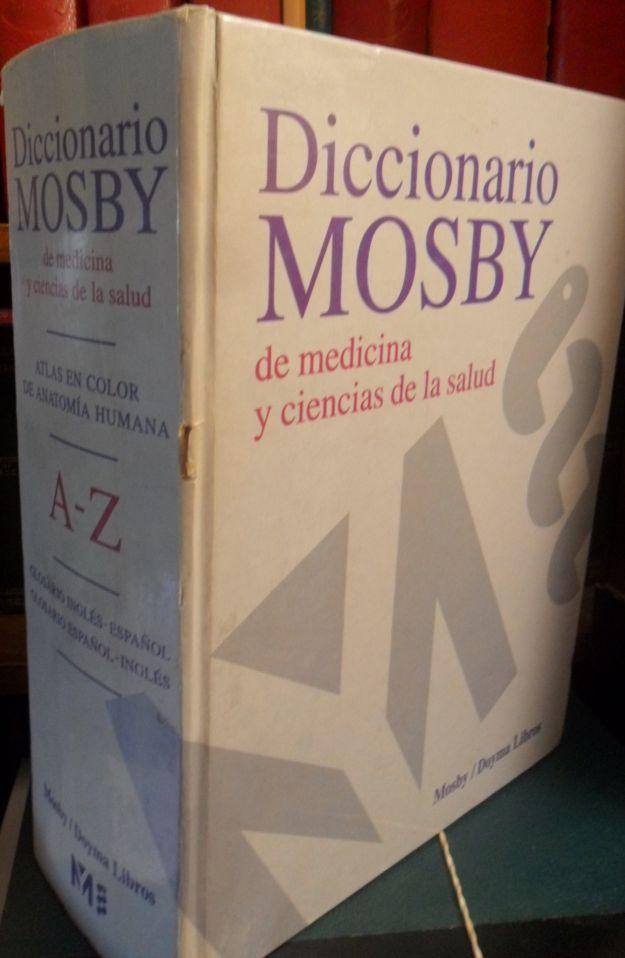 Diccionario
MOSBY
de medicina
y ciencias de la salud
ATLAS EN COLOR
DE ANATOMÍA HUMANA
A-Z
GLOSARIO INGLÉS-ESPAÑOL
GLOSARIO ESPAÑOL-INGLÉS
Mosby / Doyma Libros
Diccionario
MOSBY
de medicina
y ciencias de la salud
Mosby / Doyma Libros